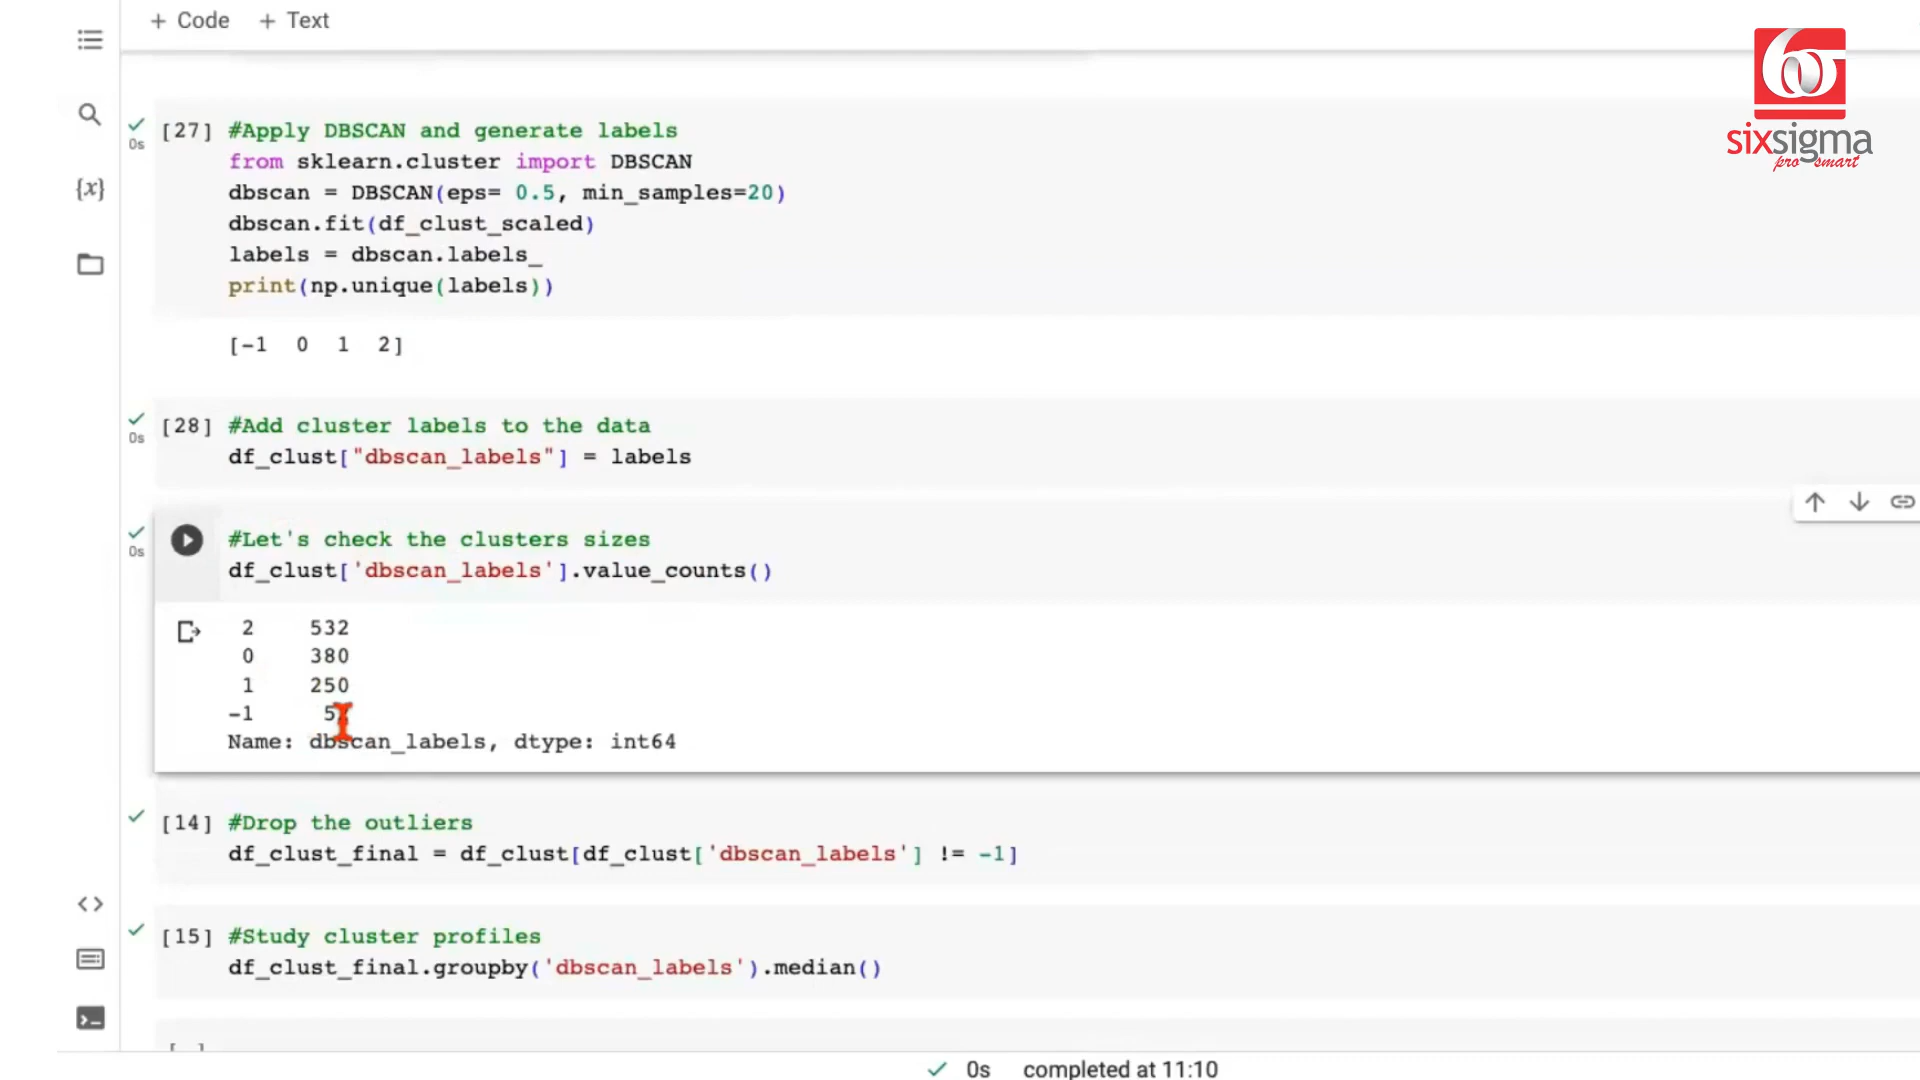 + Code + Text
sixsigma
pro smart
[27] #Apply DBSCAN and generate labels
0s
from sklearn.cluster import DBSCAN
{x}
dbscan = DBSCAN(eps= 0.5, min_samples=20)
dbscan.fit(df_clust_scaled)
labels = dbscan.labels_
print(np.unique(labels))
[-1 0 1 2]
[28] #Add cluster labels to the data
0s
df_clust["dbscan_labels"] = labels
#Let's check the clusters sizes
0s
df_clust['dbscan_labels'].value_counts()
2 532
0 380
1 250
-1
Name: dbscan_labels, dtype: int64
[14] #Drop the outliers
df_clust_final = df_clust[df_clust['dbscan_labels'] != -1]
[15] #Study cluster profiles
df_clust_final.groupby('dbscan_labels').median()
0s completed at 11:10